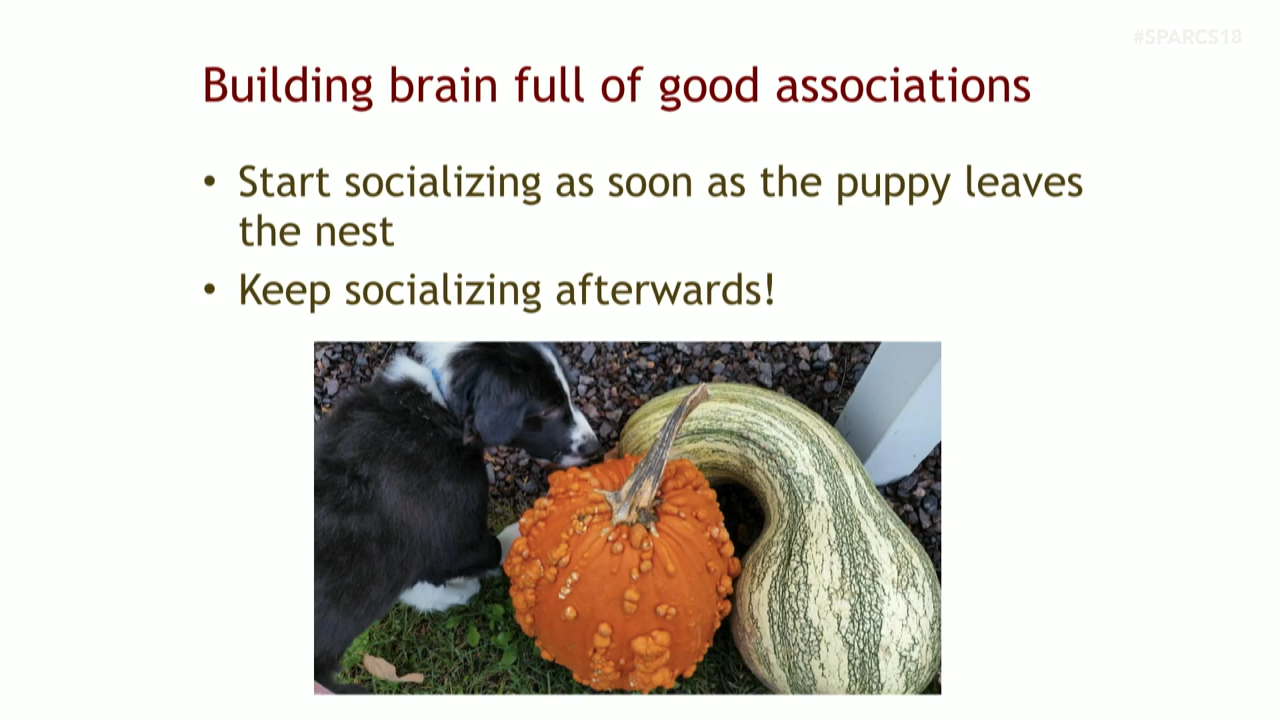 #SPARCS18
Building brain full of good associations
• Start socializing as soon as the puppy leaves
the nest
• Keep socializing afterwards!